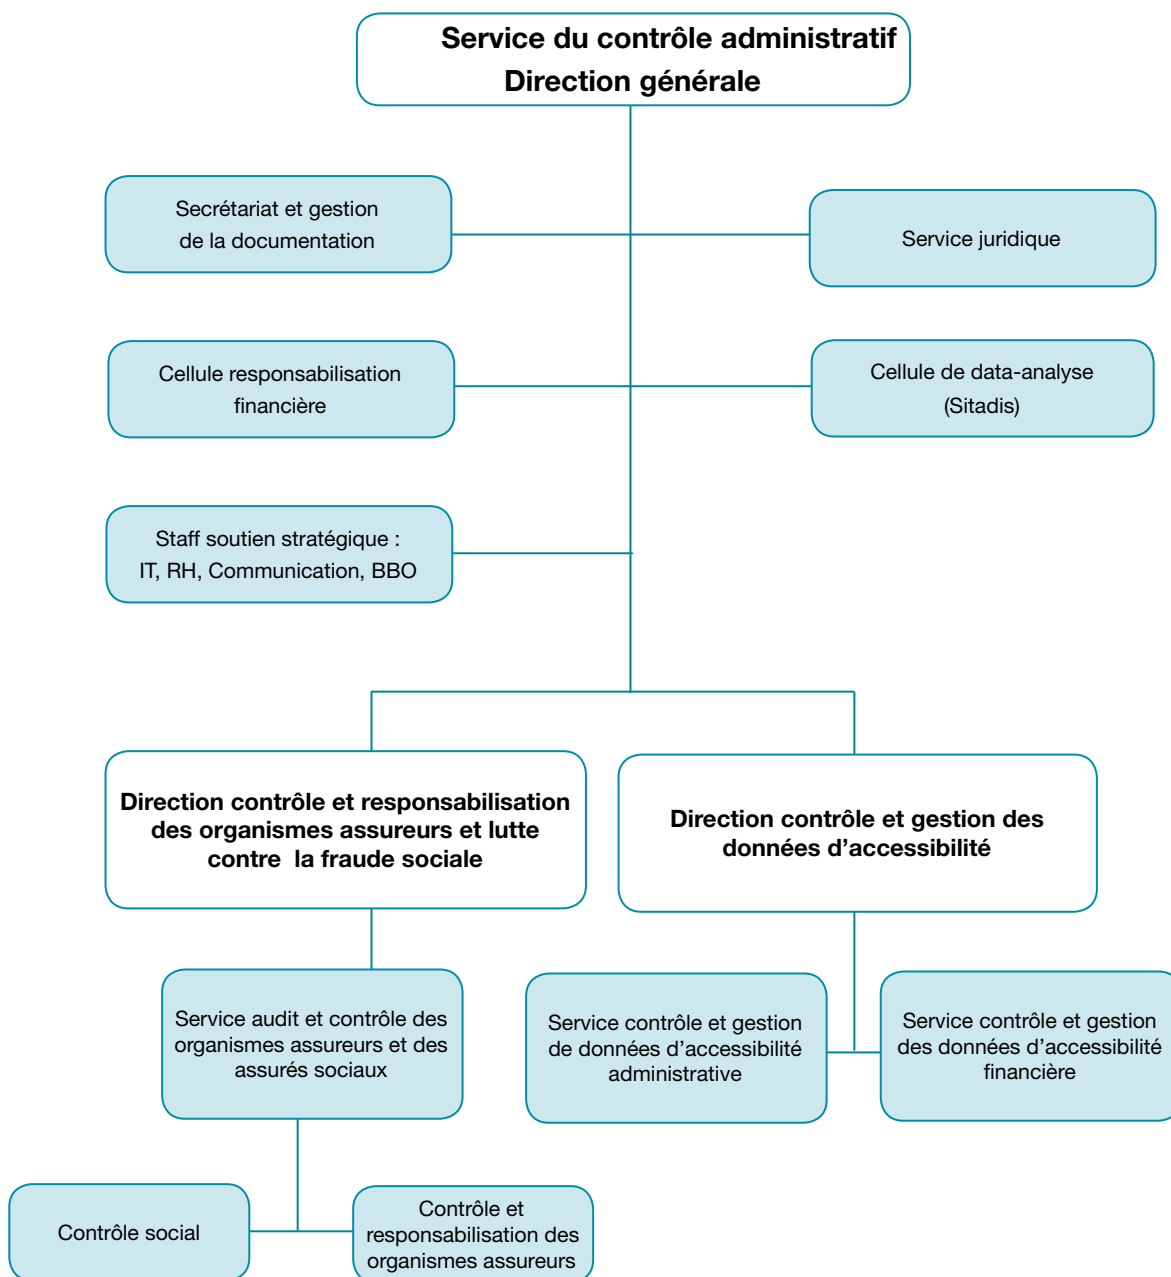 Service du contrôle administratif
Direction générale
Secrétariat et gestion
de la documentation
Service juridique
Cellule responsabilisation
financière
Cellule de data-analyse
(Sitadis)
Staff soutien stratégique :
IT, RH, Communication, BBO
Direction contrôle et responsabilisation
des organismes assureurs et lutte
contre la fraude sociale
Direction contrôle et gestion des
données d’accessibilité
Service audit et contrôle des
organismes assureurs et des
assurés sociaux
Service contrôle et gestion
de données d’accessibilité
administrative
Service contrôle et gestion
des données d’accessibilité
financière
Contrôle social
Contrôle et
responsabilisation des
organismes assureurs